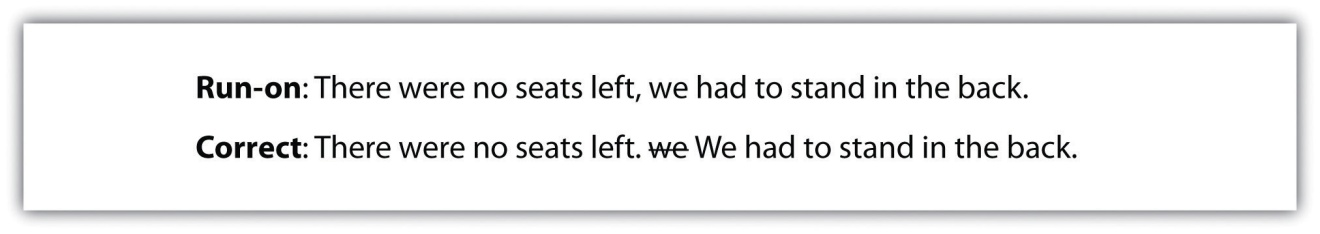 Run-on: There were no seats left, we had to stand in the back.
Correct: There were no seats left. we We had to stand in the back.